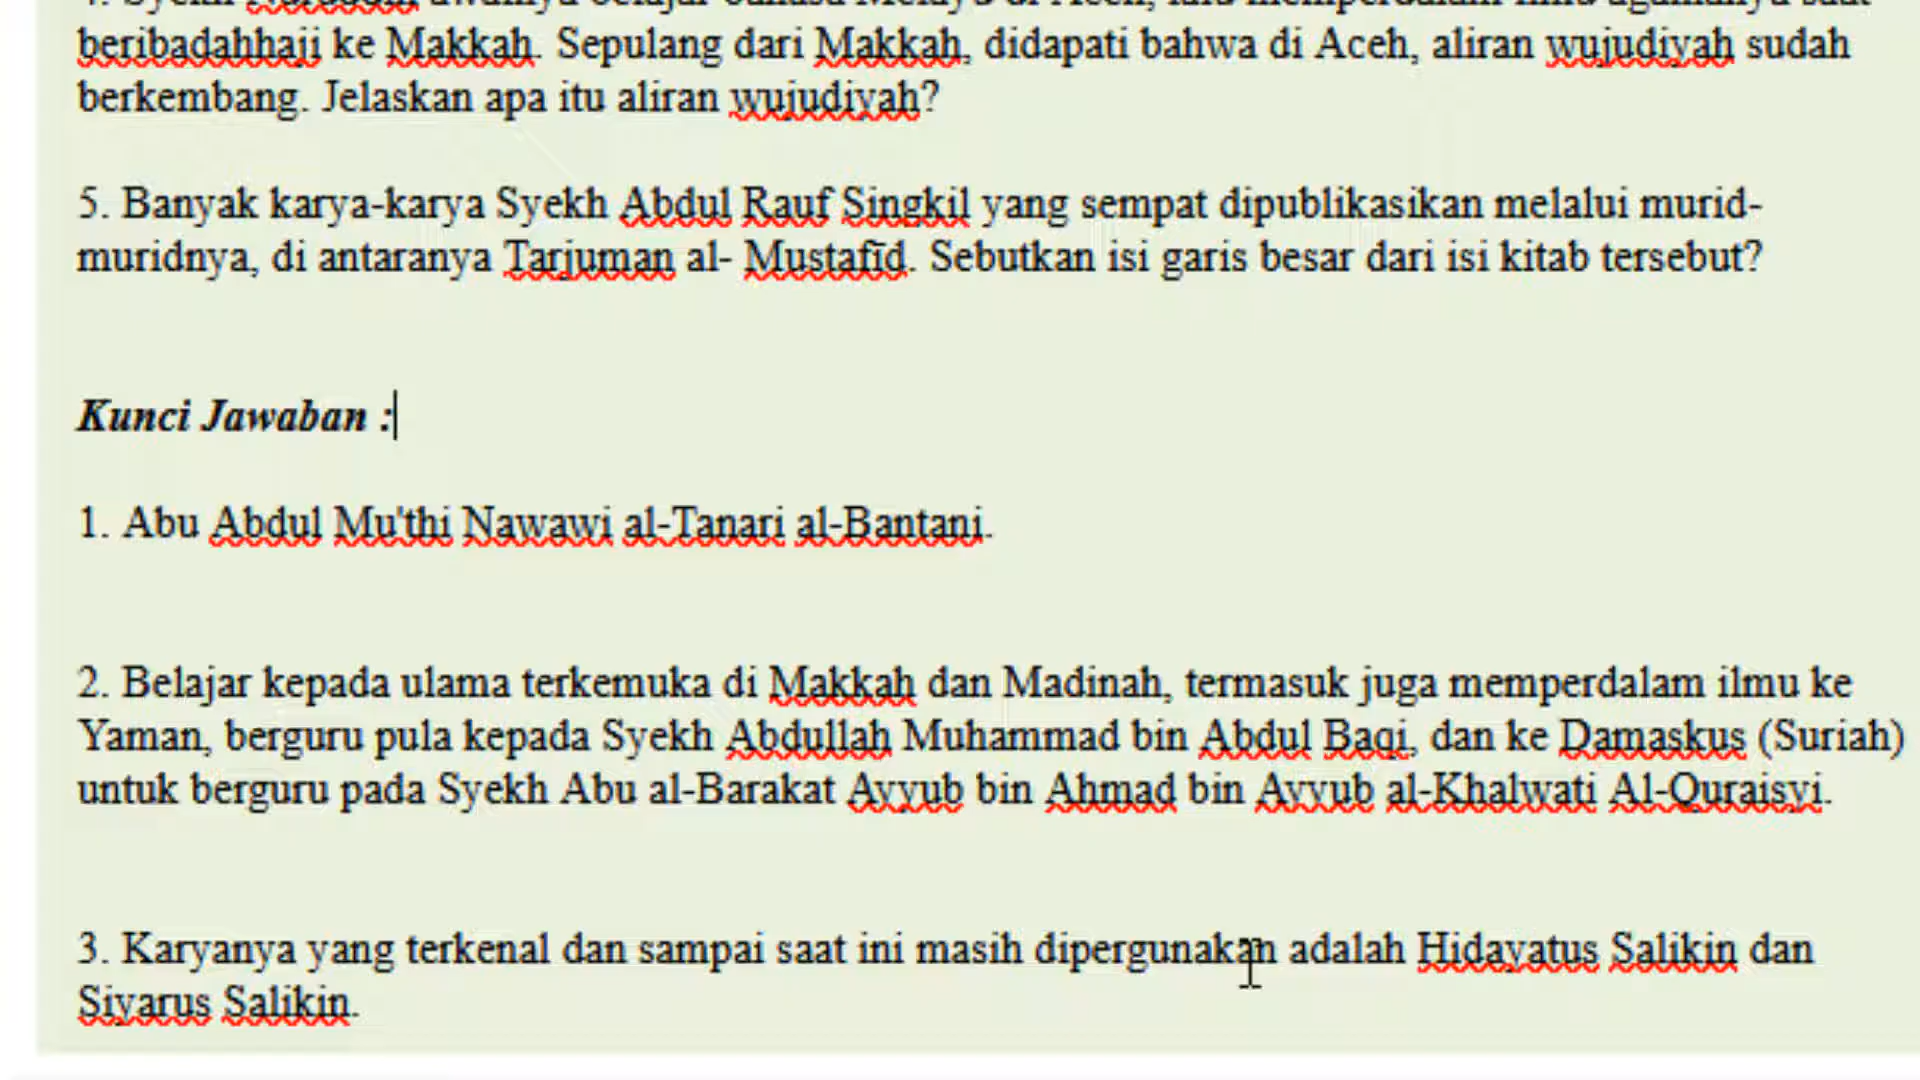 beribadahhaji ke Makkah. Sepulang dari Makkah, didapati bahwa di Aceh, aliran wujudiyah sudah
berkembang. Jelaskan apa itu aliran wujudiyah?
5. Banyak karya-karya Syekh Abdul Rauf Singkil yang sempat dipublikasikan melalui murid-
muridnya, di antaranya Tarjuman al- Mustafīd. Sebutkan isi garis besar dari isi kitab tersebut?
Kunci Jawaban :
1. Abu Abdul Mu'thi Nawawi al-Tanari al-Bantani.
2. Belajar kepada ulama terkemuka di Makkah dan Madinah, termasuk juga memperdalam ilmu ke
Yaman, berguru pula kepada Syekh Abdullah Muhammad bin Abdul Baqi, dan ke Damaskus (Suriah)
untuk berguru pada Syekh Abu al-Barakat Ayyub bin Ahmad bin Ayyub al-Khalwati Al-Quraisyi.
3. Karyanya yang terkenal dan sampai saat ini masih dipergunakan adalah Hidayatus Salikin dan
Siyarus Salikin.